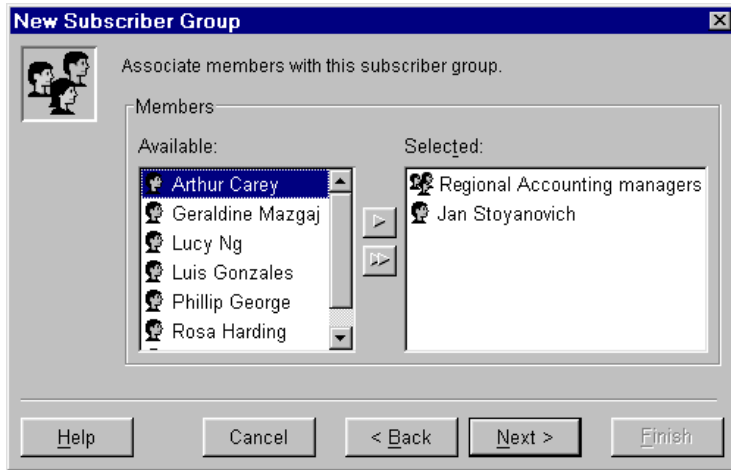 New Subscriber Group
Associate members with this subscriber group.
Members
Available:
Arthur Carey
Geraldine Mazgaj
Lucy Ng
Luis Gonzales
Phillip George
Rosa Harding
Selected:
Regional Accounting managers
Jan Stoyanovich
Help
Cancel
< Back
Next >
Finish